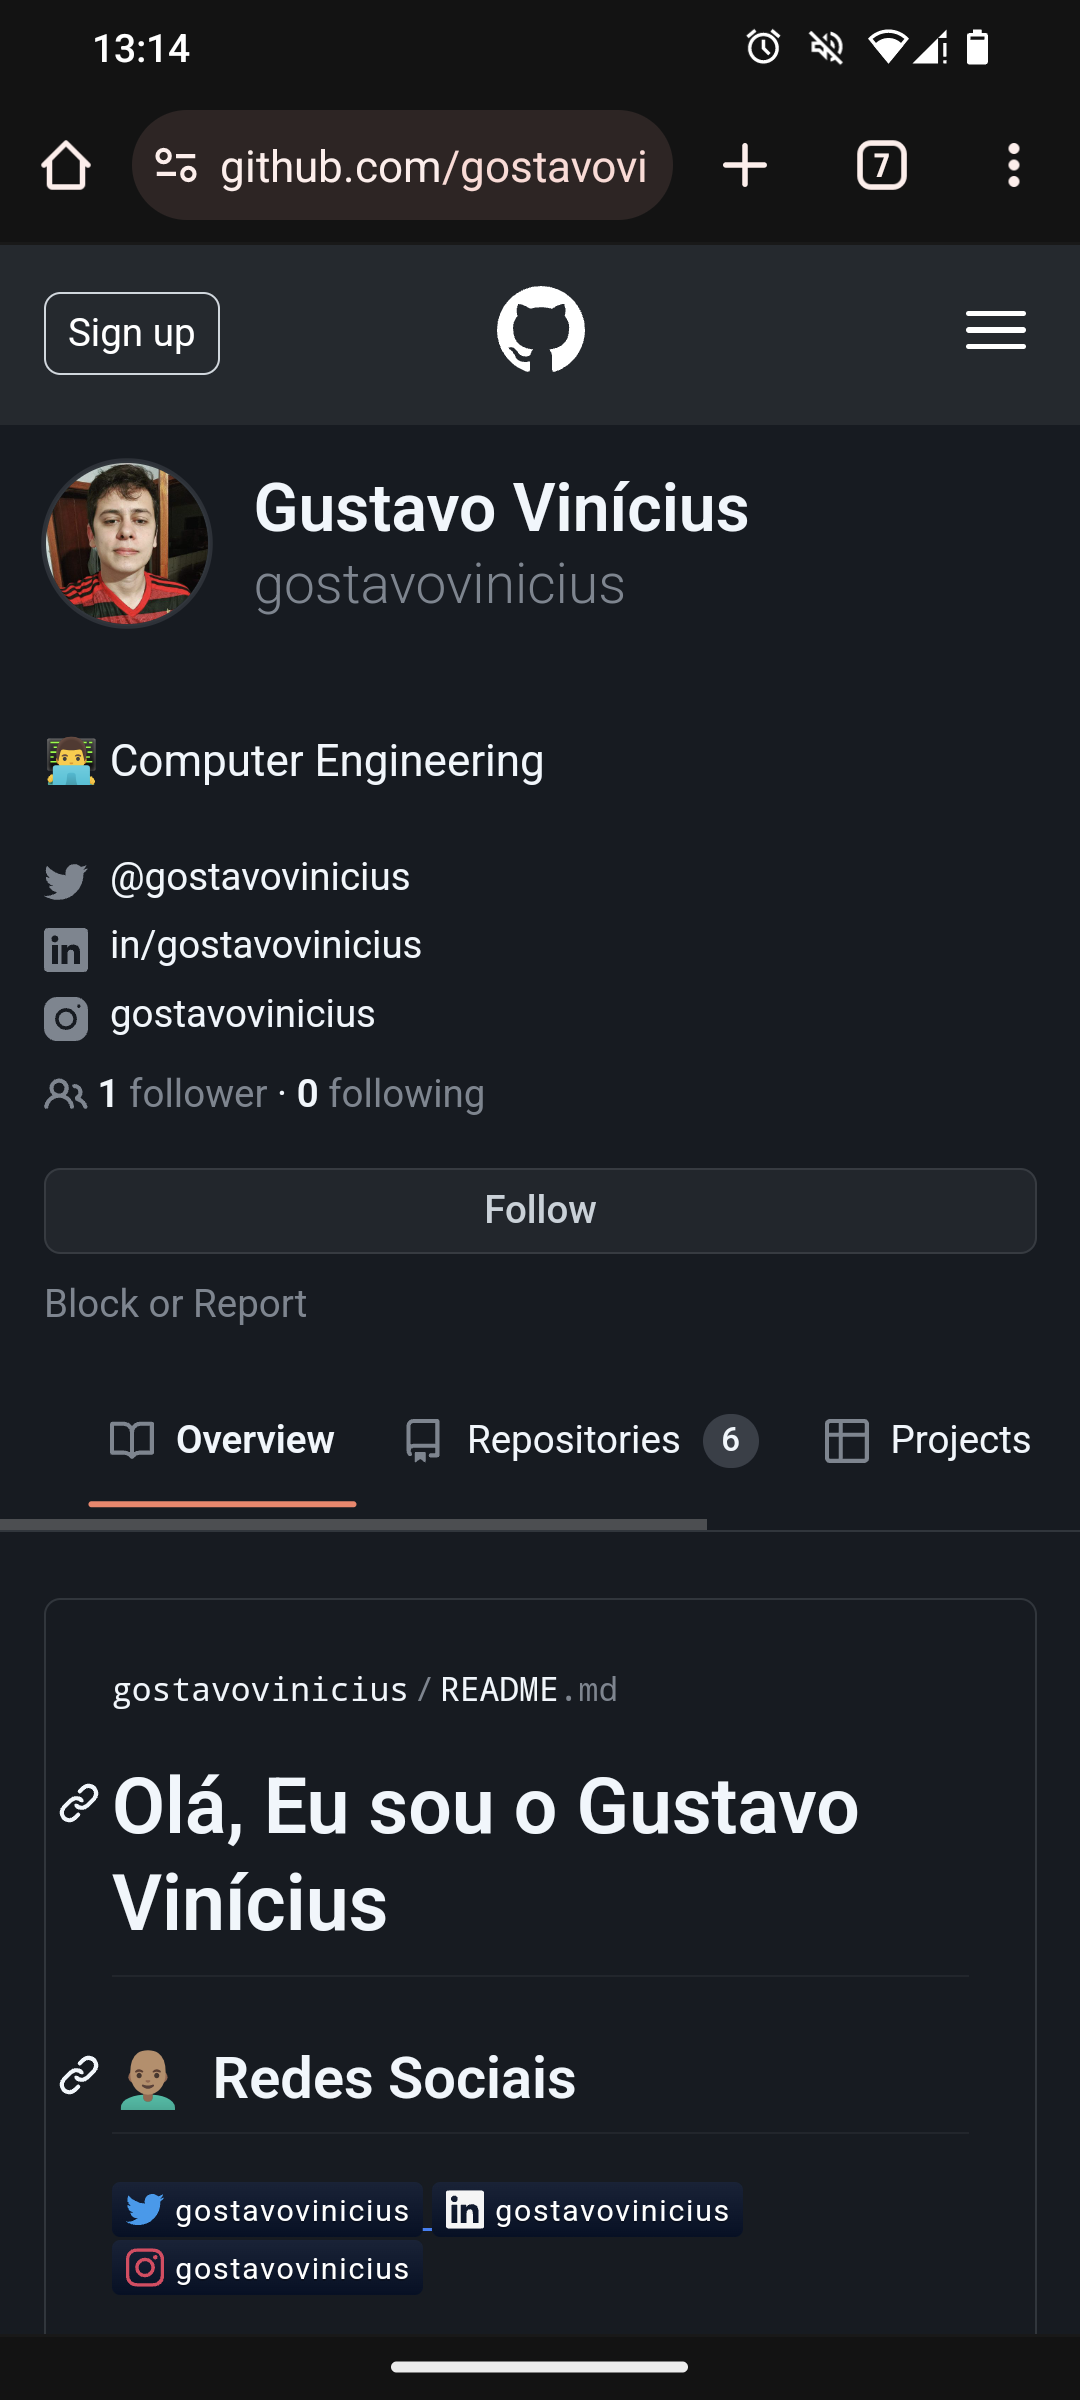 13:14
github.com/gostavovi
7
Sign up
Gustavo Vinícius
gostavovinicius
Computer Engineering
@gostavovinicius
in/gostavovinicius
gostavovinicius
1 follower · 0 following
Follow
Block or Report
Overview Repositories 6 Projects
gostavovinicius / README.md
Olá, Eu sou o Gustavo
Vinícius
Redes Sociais
gostavovinicius gostavovinicius
gostavovinicius